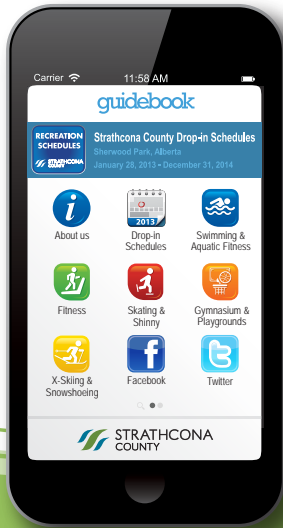 Carrier 11:58 AM
guidebook
RECREATION
SCHEDULES
STRATHCONA
COUNTY
Strathcona County Drop-in Schedules
Sherwood Park, Alberta
January 28, 2013 - December 31, 2014
i
2013
About us
Drop-in
Schedules
Swimming &
Aquatic Fitness
Fitness
Skating &
Shinny
Gymnasium &
Playgrounds
f
t
X-Skiing &
Snowshoeing
Facebook
Twitter
STRATHCONA
COUNTY